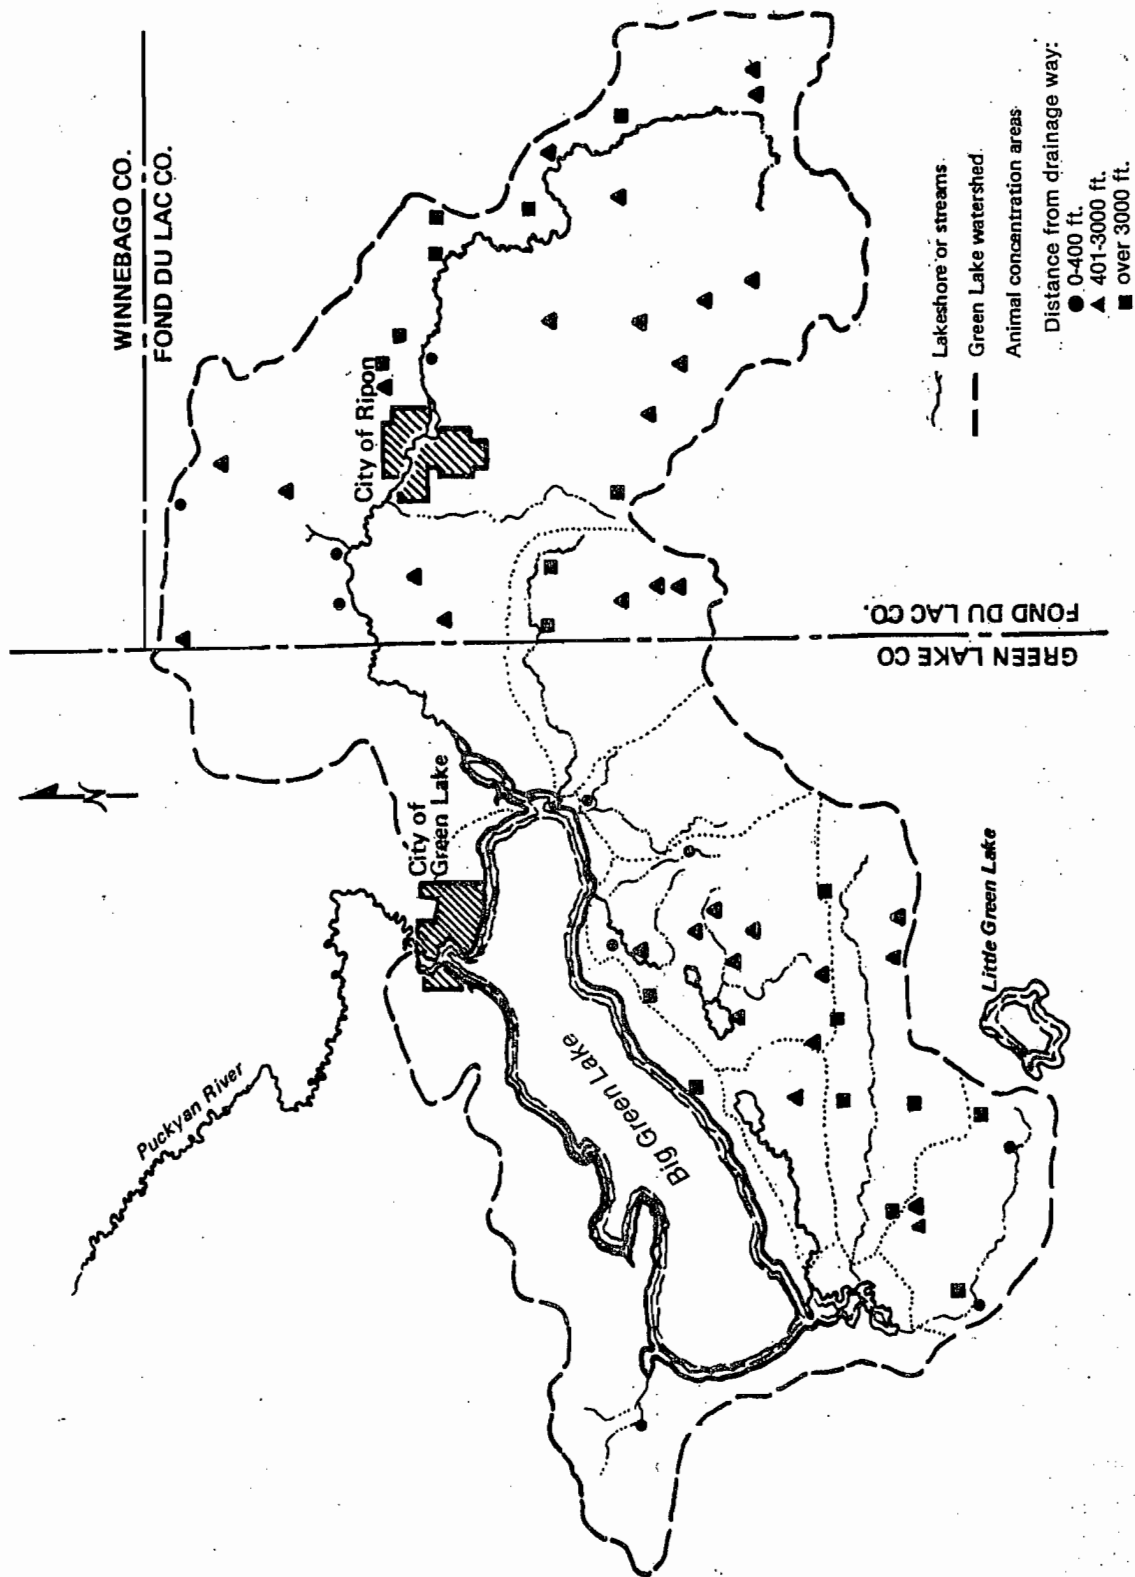 WINNEBAGO CO.
FOND DU LAC CO.
City of Ripon
FOND DU LAC CO.
GREEN LAKE CO
N
City of
Green Lake
Puckyan River
Big Green Lake
Little Green Lake
Lakeshore or streams
Green Lake watershed
Animal concentration areas
Distance from drainage way:
0-400 ft.
401-3000 ft.
over 3000 ft.